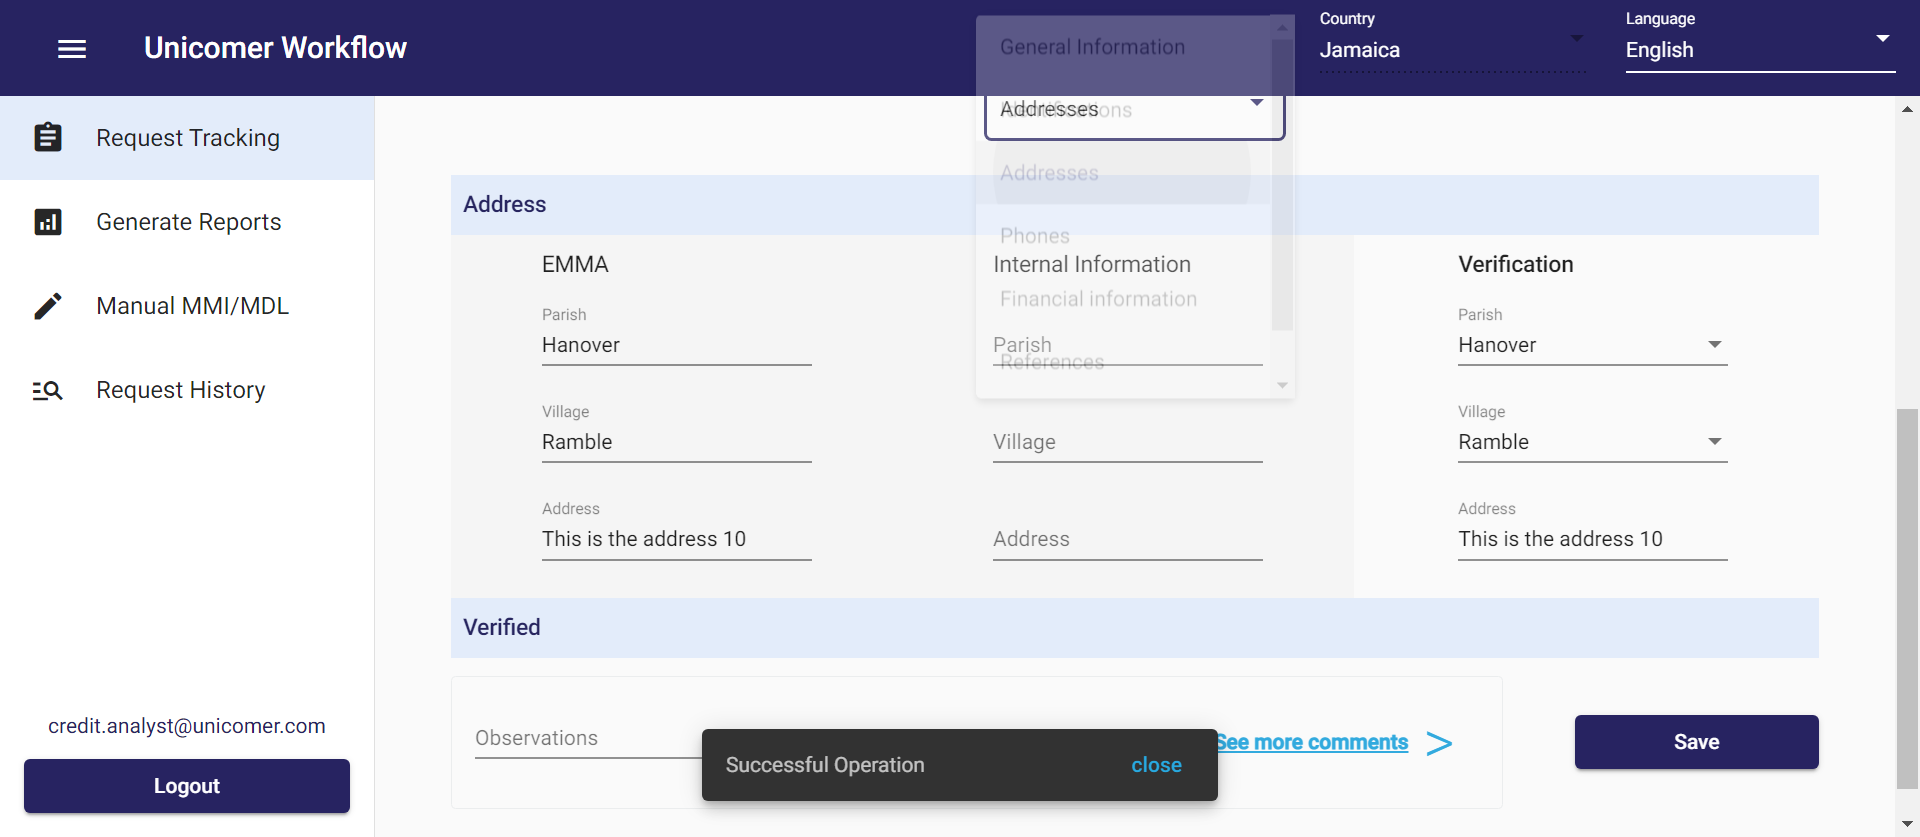 Unicomer Workflow
Country
Jamaica
Language
English
Request Tracking
Generate Reports
Manual MMI/MDL
Request History
credit.analyst@unicomer.com
Logout
General Information
Identifications
Addresses
Addresses
Phones
Financial information
References
Address
EMMA
Parish
Hanover
Village
Ramble
Address
This is the address 10
Internal Information
Parish
Village
Address
Verification
Parish
Hanover
Village
Ramble
Address
This is the address 10
Verified
Observations
See more comments >
Save
Successful Operation
close